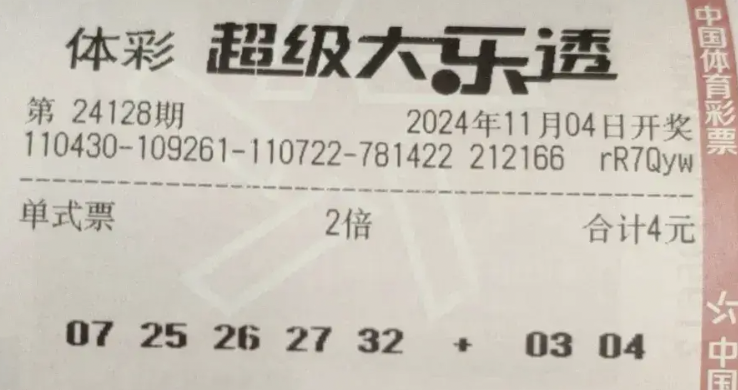 体彩 超级大乐透
第 24128期 2024年11月04日开奖
110430-109261-110722-781422 212166 rR7Qyw
单式票 2倍 合计4元
07 25 26 27 32 + 03 04
中国体育彩票
中国